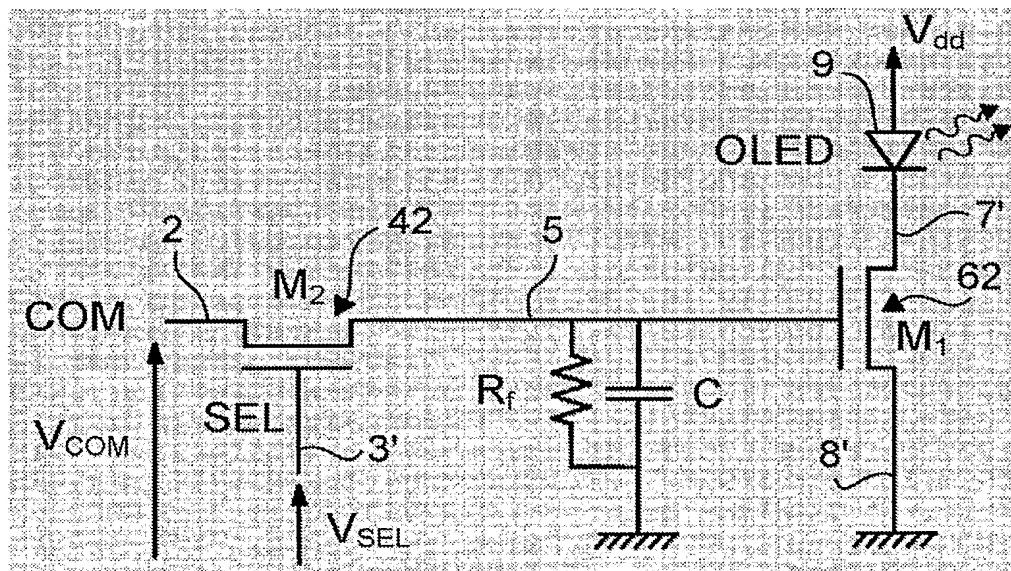 V_dd
9
OLED
7'
2
42
5
M_2
62
COM
M_1
R_f
C
SEL
V_COM
3'
8'
V_SEL